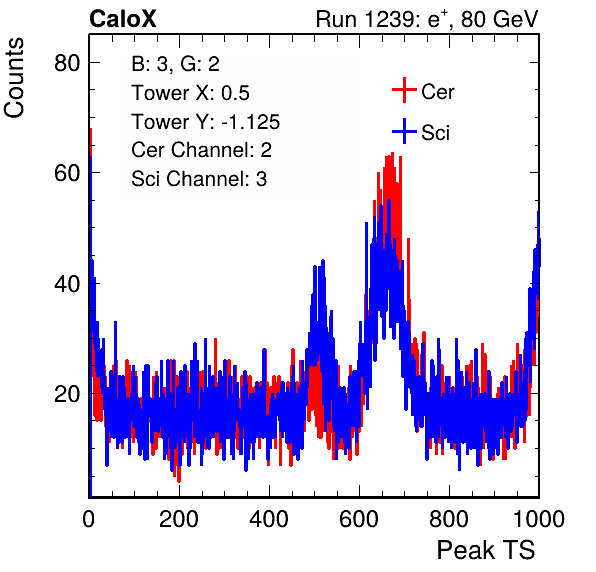 CaloX Run 1239: e⁺, 80 GeV
Counts
B: 3, G: 2
Tower X: 0.5
Tower Y: -1.125
Cer Channel: 2
Sci Channel: 3
Cer
Sci
80
60
40
20
0 200 400 600 800 1000
Peak TS